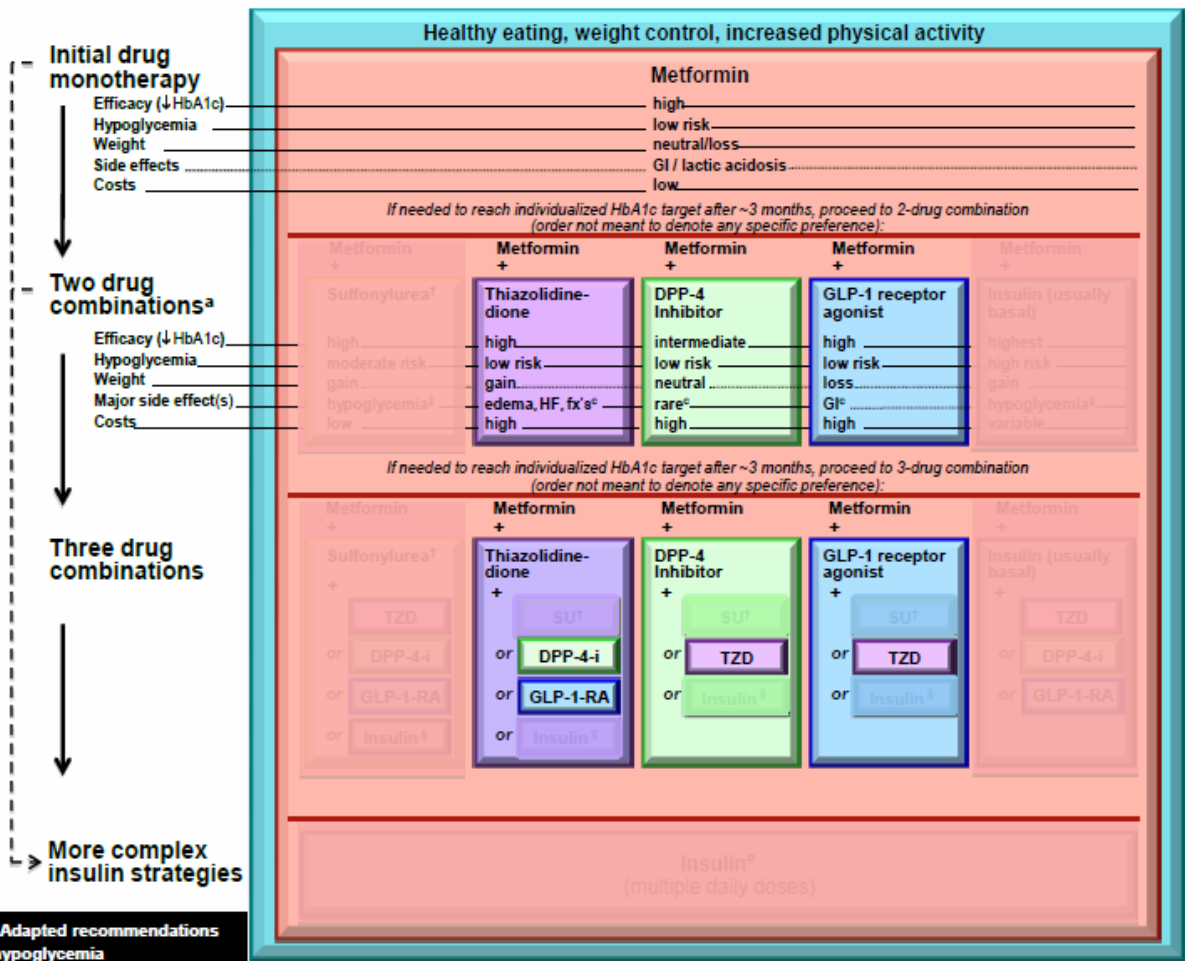 Healthy eating, weight control, increased physical activity
Initial drug
monotherapy
Metformin
Efficacy (↓HbA1c) high
Hypoglycemia low risk
Weight neutral/loss
Side effects GI / lactic acidosis
Costs low
If needed to reach individualized HbA1c target after ~3 months, proceed to 2-drug combination
(order not meant to denote any specific preference):
Metformin Metformin Metformin Metformin Metformin
+ + + + +
Two drug
combinationsᵃ
Sulfonylurea† Thiazolidine- DPP-4 GLP-1 receptor Insulin (usually
dione Inhibitor agonist basal)
Efficacy (↓HbA1c) high high intermediate high highest
Hypoglycemia moderate risk low risk low risk low risk high risk
Weight gain gain neutral loss gain
Major side effect(s) hypoglycemia‡ edema, HF, fx'sᶜ rareᶜ GIᶜ hypoglycemia‡
Costs low high high high variable
If needed to reach individualized HbA1c target after ~3 months, proceed to 3-drug combination
(order not meant to denote any specific preference):
Metformin Metformin Metformin Metformin Metformin
+ + + + +
Three drug
combinations
Sulfonylurea† Thiazolidine- DPP-4 GLP-1 receptor Insulin (usually
dione Inhibitor agonist basal)
+ + + + +
TZD SU† SU† SU† TZD
or DPP-4-i or DPP-4-i or TZD or TZD or DPP-4-i
or GLP-1-RA or GLP-1-RA or Insulin§ or Insulin§ or GLP-1-RA
or Insulin§ or Insulin§
More complex
insulin strategies
Insulin#
(multiple daily doses)
Adapted recommendations
hypoglycemia